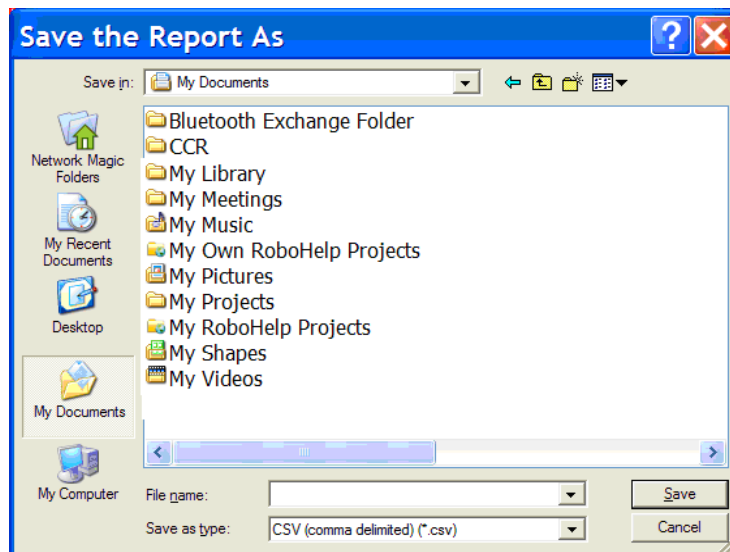 Save the Report As
Save in: My Documents
Network Magic
Folders
My Recent
Documents
Desktop
My Documents
My Computer
Bluetooth Exchange Folder
CCR
My Library
My Meetings
My Music
My Own RoboHelp Projects
My Pictures
My Projects
My RoboHelp Projects
My Shapes
My Videos
File name:
Save
Save as type: CSV (comma delimited) (*.csv)
Cancel